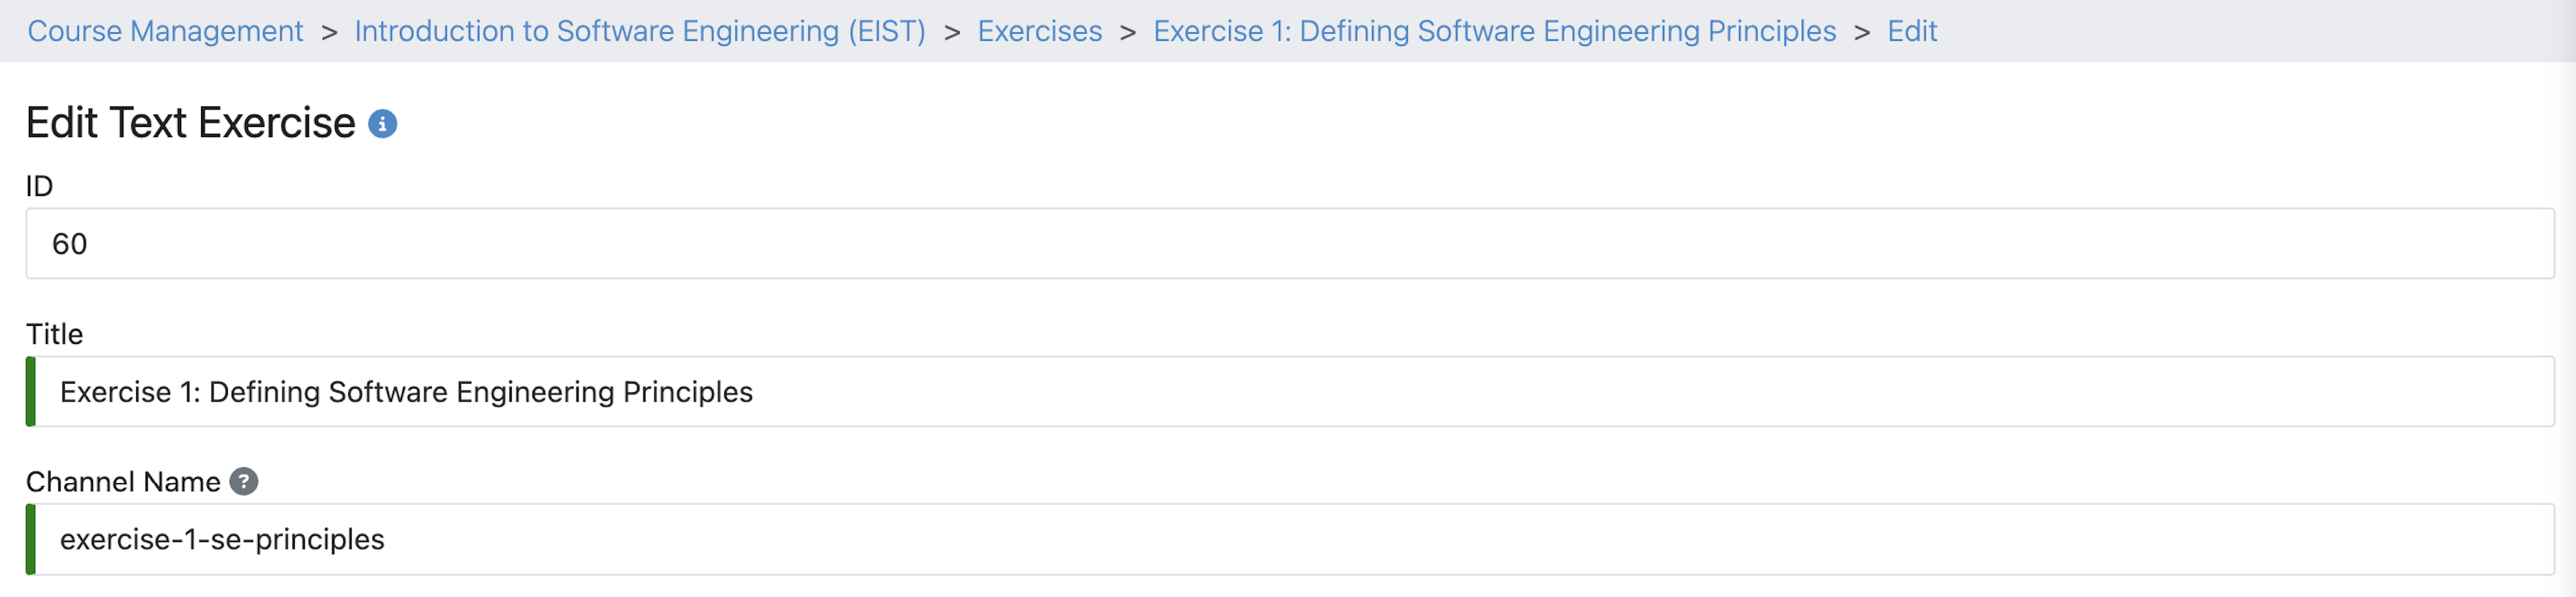 Course Management > Introduction to Software Engineering (EIST) > Exercises > Exercise 1: Defining Software Engineering Principles > Edit
Edit Text Exercise i
ID
60
Title
Exercise 1: Defining Software Engineering Principles
Channel Name ?
exercise-1-se-principles